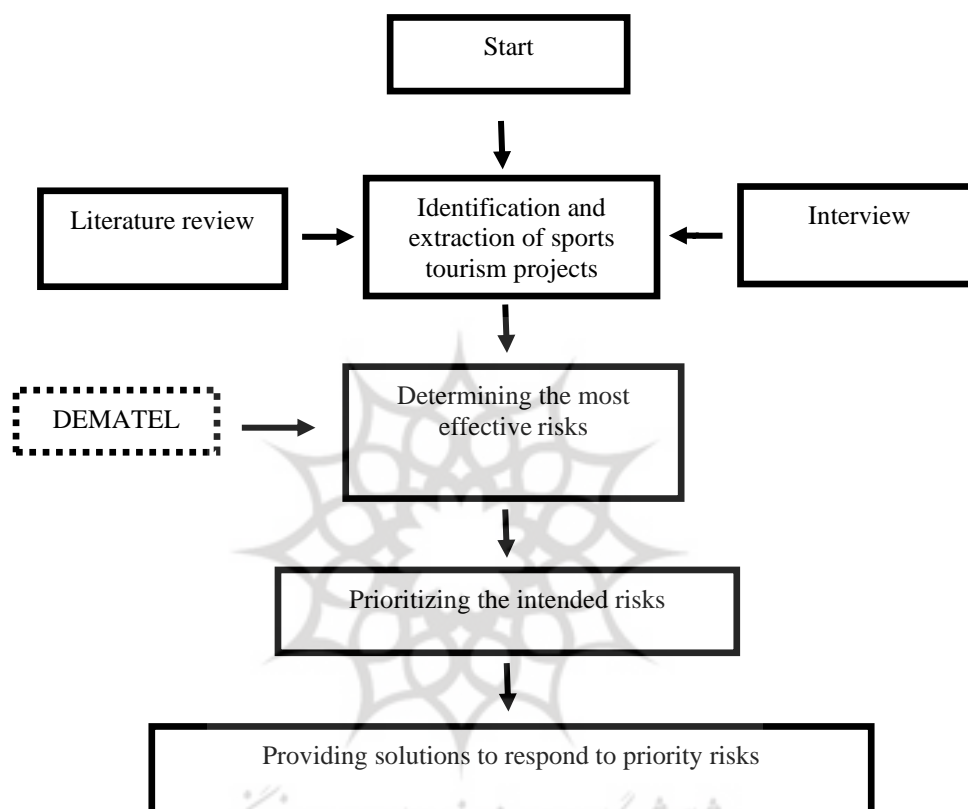 Start
Literature review
Identification and
extraction of sports
tourism projects
Interview
DEMATEL
Determining the most
effective risks
Prioritizing the intended risks
Providing solutions to respond to priority risks